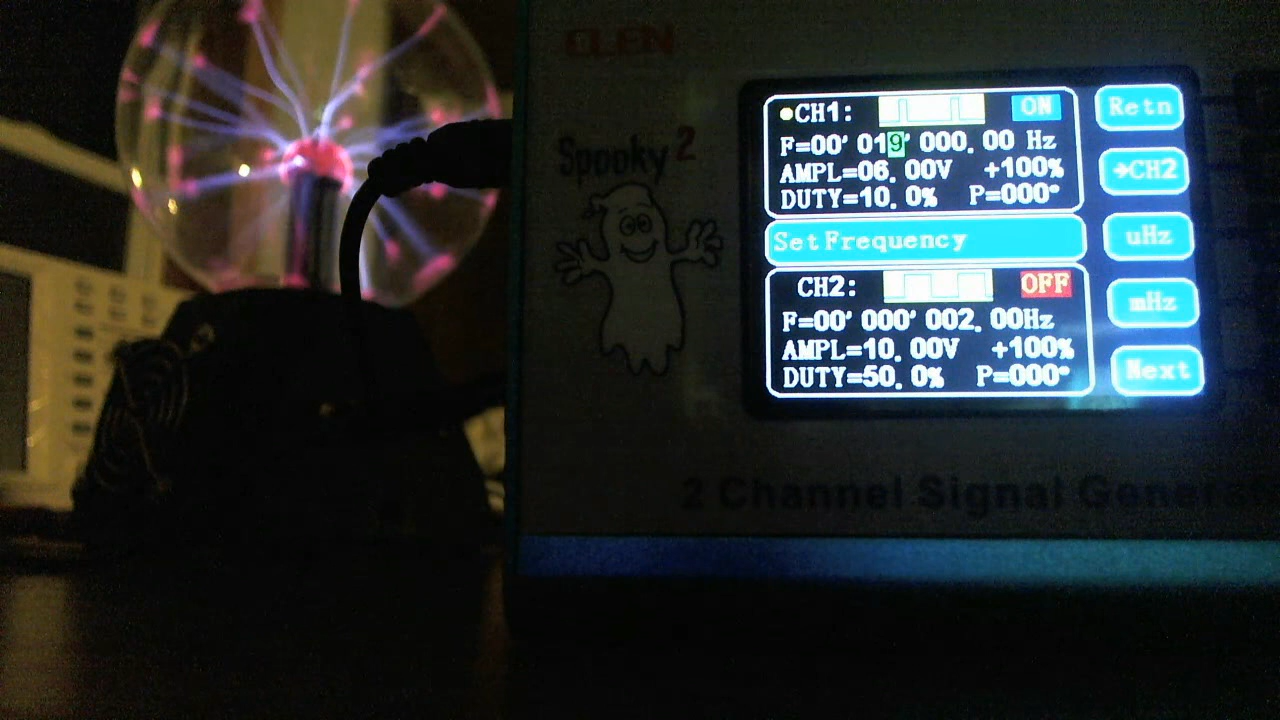 CLEN
Spooky2
CH1: ON
F=00' 019' 000.00 Hz
AMPL=06.00V +100%
DUTY=10.0% P=000°
Set Frequency
CH2: OFF
F=00' 000' 002.00Hz
AMPL=10.00V +100%
DUTY=50.0% P=000°
Retn
→CH2
uHz
mHz
Next
2 Channel Signal Generat